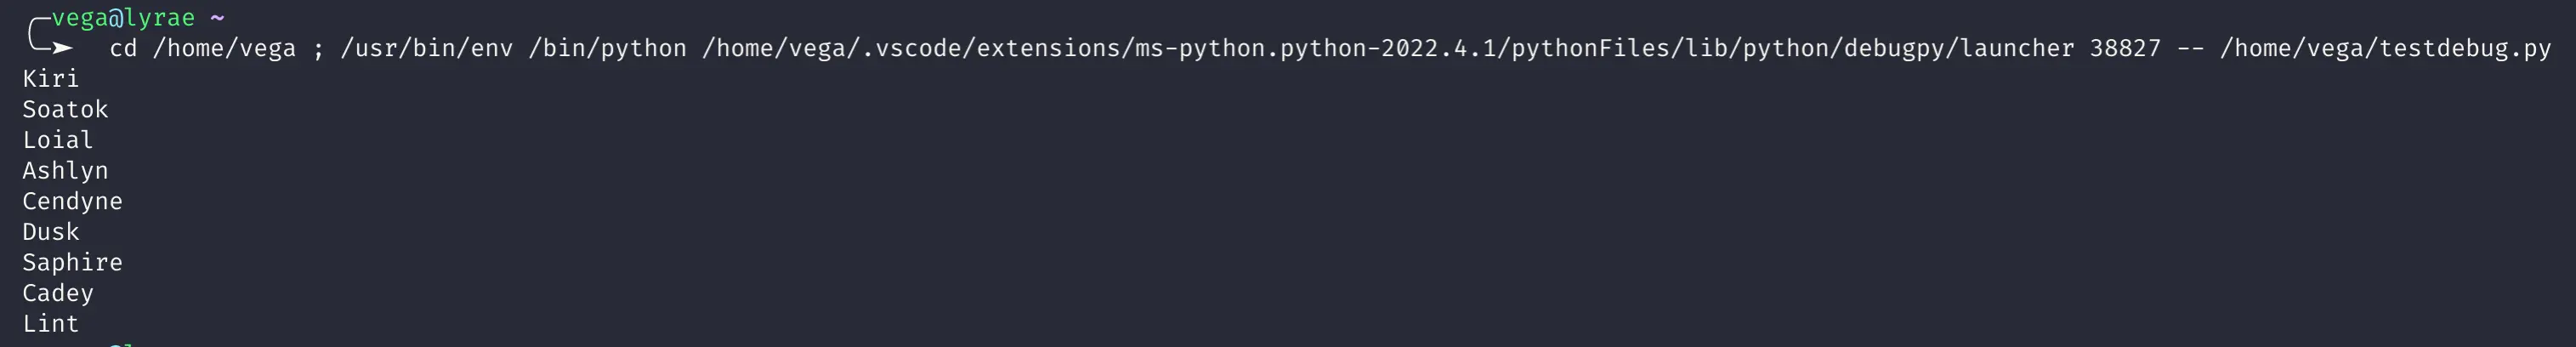 vega@lyrae ~
cd /home/vega ; /usr/bin/env /bin/python /home/vega/.vscode/extensions/ms-python.python-2022.4.1/pythonFiles/lib/python/debugpy/launcher 38827 -- /home/vega/testdebug.py
Kiri
Soatok
Loial
Ashlyn
Cendyne
Dusk
Saphire
Cadey
Lint